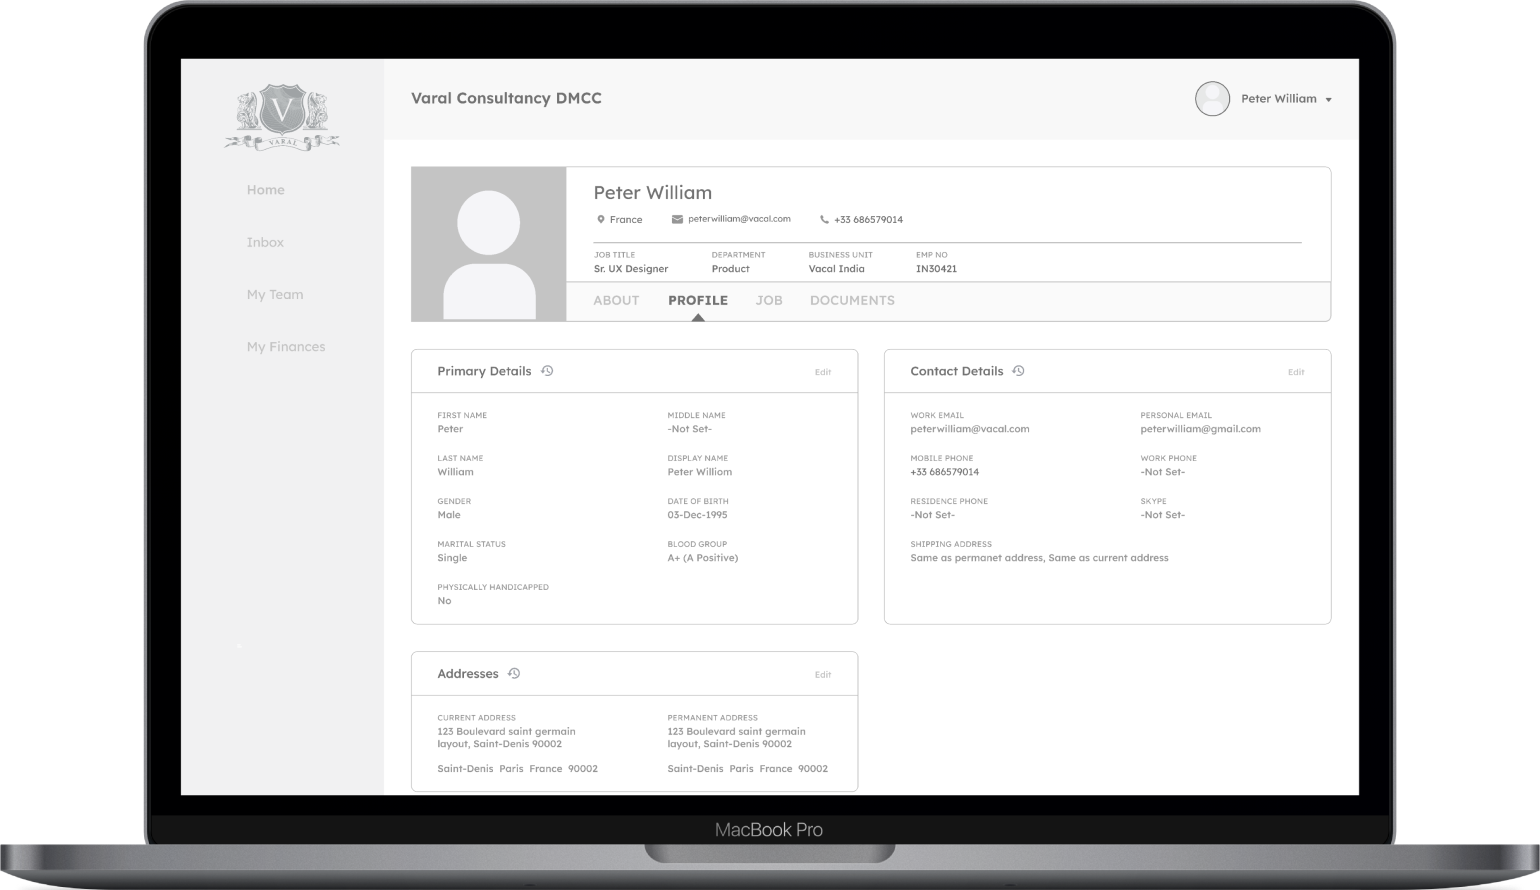 VARAL
Varal Consultancy DMCC
Peter William
Home
Inbox
My Team
My Finances
Peter William
France peterwilliam@vacal.com +33 686579014
JOB TITLE DEPARTMENT BUSINESS UNIT EMP NO
Sr. UX Designer Product Vacal India IN30421
ABOUT PROFILE JOB DOCUMENTS
Primary Details Edit
FIRST NAME MIDDLE NAME
Peter -Not Set-
LAST NAME DISPLAY NAME
William Peter Williom
GENDER DATE OF BIRTH
Male 03-Dec-1995
MARITAL STATUS BLOOD GROUP
Single A+ (A Positive)
PHYSICALLY HANDICAPPED
No
Contact Details Edit
WORK EMAIL PERSONAL EMAIL
peterwilliam@vacal.com peterwilliam@gmail.com
MOBILE PHONE WORK PHONE
+33 686579014 -Not Set-
RESIDENCE PHONE SKYPE
-Not Set- -Not Set-
SHIPPING ADDRESS
Same as permanet address, Same as current address
Addresses Edit
CURRENT ADDRESS PERMANENT ADDRESS
123 Boulevard saint germain 123 Boulevard saint germain
layout, Saint-Denis 90002 layout, Saint-Denis 90002
Saint-Denis Paris France 90002 Saint-Denis Paris France 90002
MacBook Pro